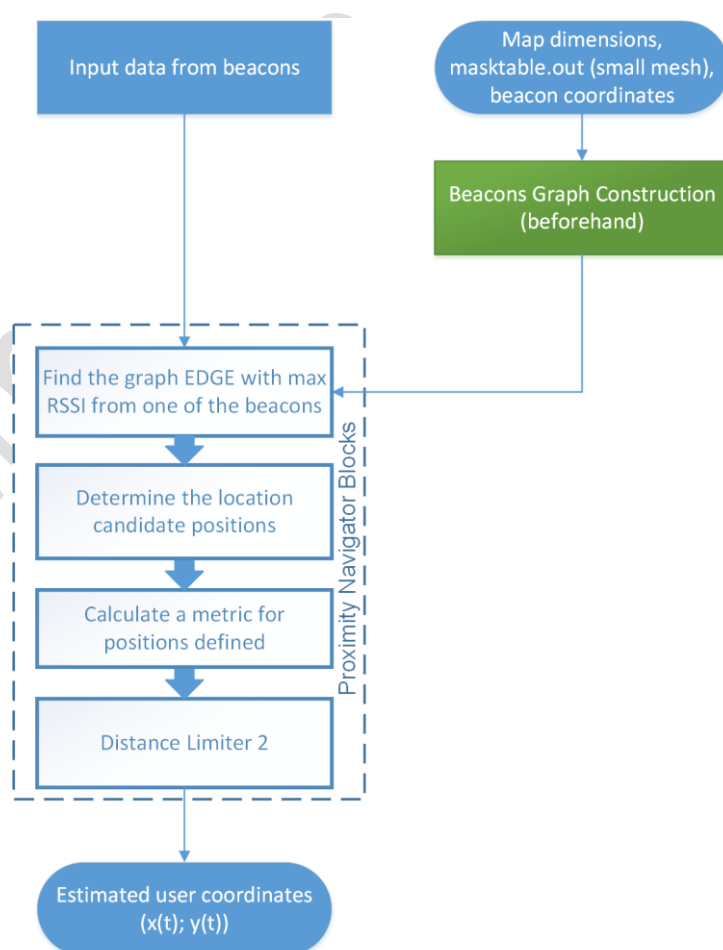 Input data from beacons
Map dimensions,
masktable.out (small mesh),
beacon coordinates
Beacons Graph Construction
(beforehand)
Find the graph EDGE with max
RSSI from one of the beacons
Determine the location
candidate positions
Calculate a metric for
positions defined
Distance Limiter 2
Proximity Navigator Blocks
Estimated user coordinates
(x(t); y(t))